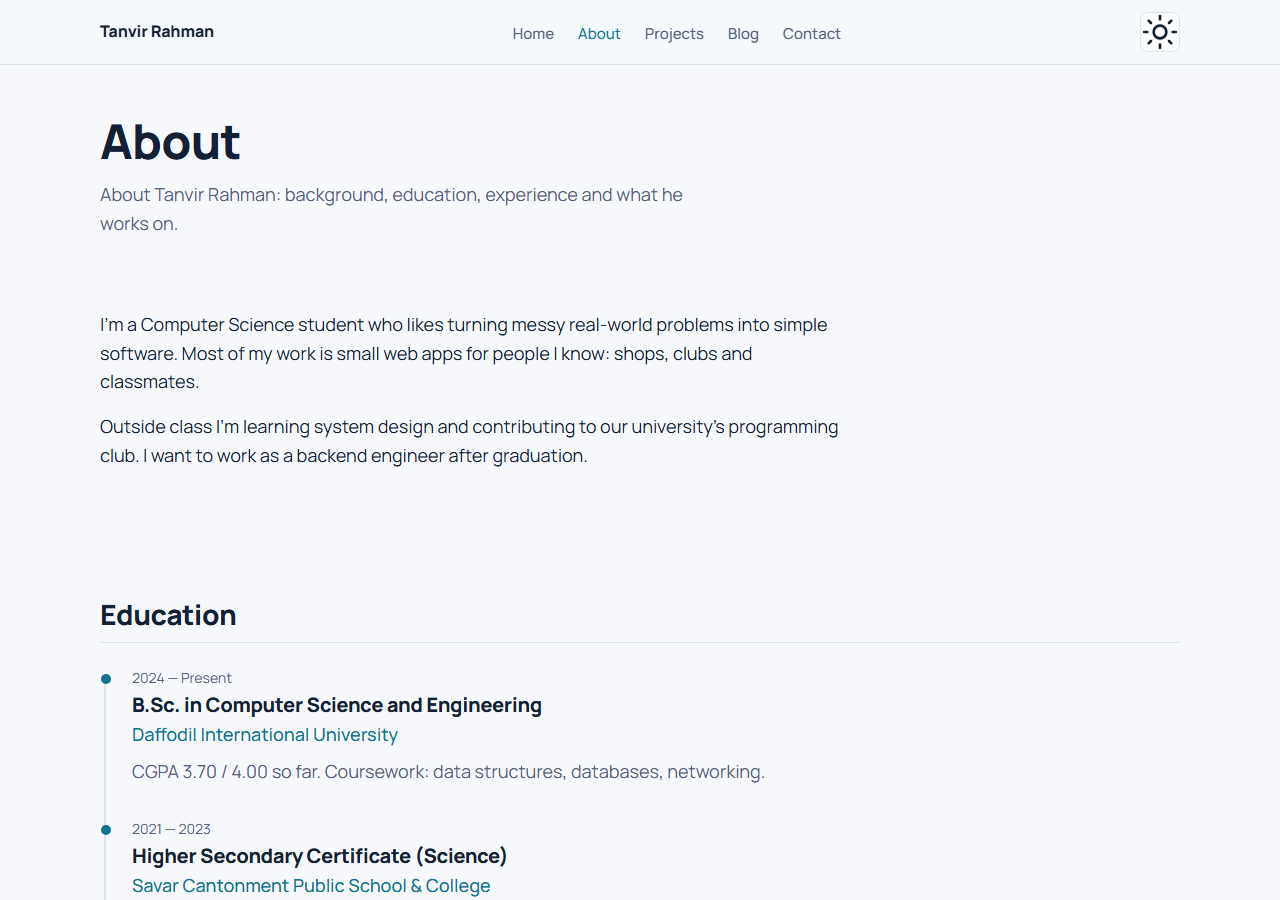 Tanvir Rahman
Home About Projects Blog Contact
About
About Tanvir Rahman: background, education, experience and what he
works on.
I'm a Computer Science student who likes turning messy real-world problems into simple
software. Most of my work is small web apps for people I know: shops, clubs and
classmates.
Outside class I'm learning system design and contributing to our university's programming
club. I want to work as a backend engineer after graduation.
Education
2024 — Present
B.Sc. in Computer Science and Engineering
Daffodil International University
CGPA 3.70 / 4.00 so far. Coursework: data structures, databases, networking.
2021 — 2023
Higher Secondary Certificate (Science)
Savar Cantonment Public School & College